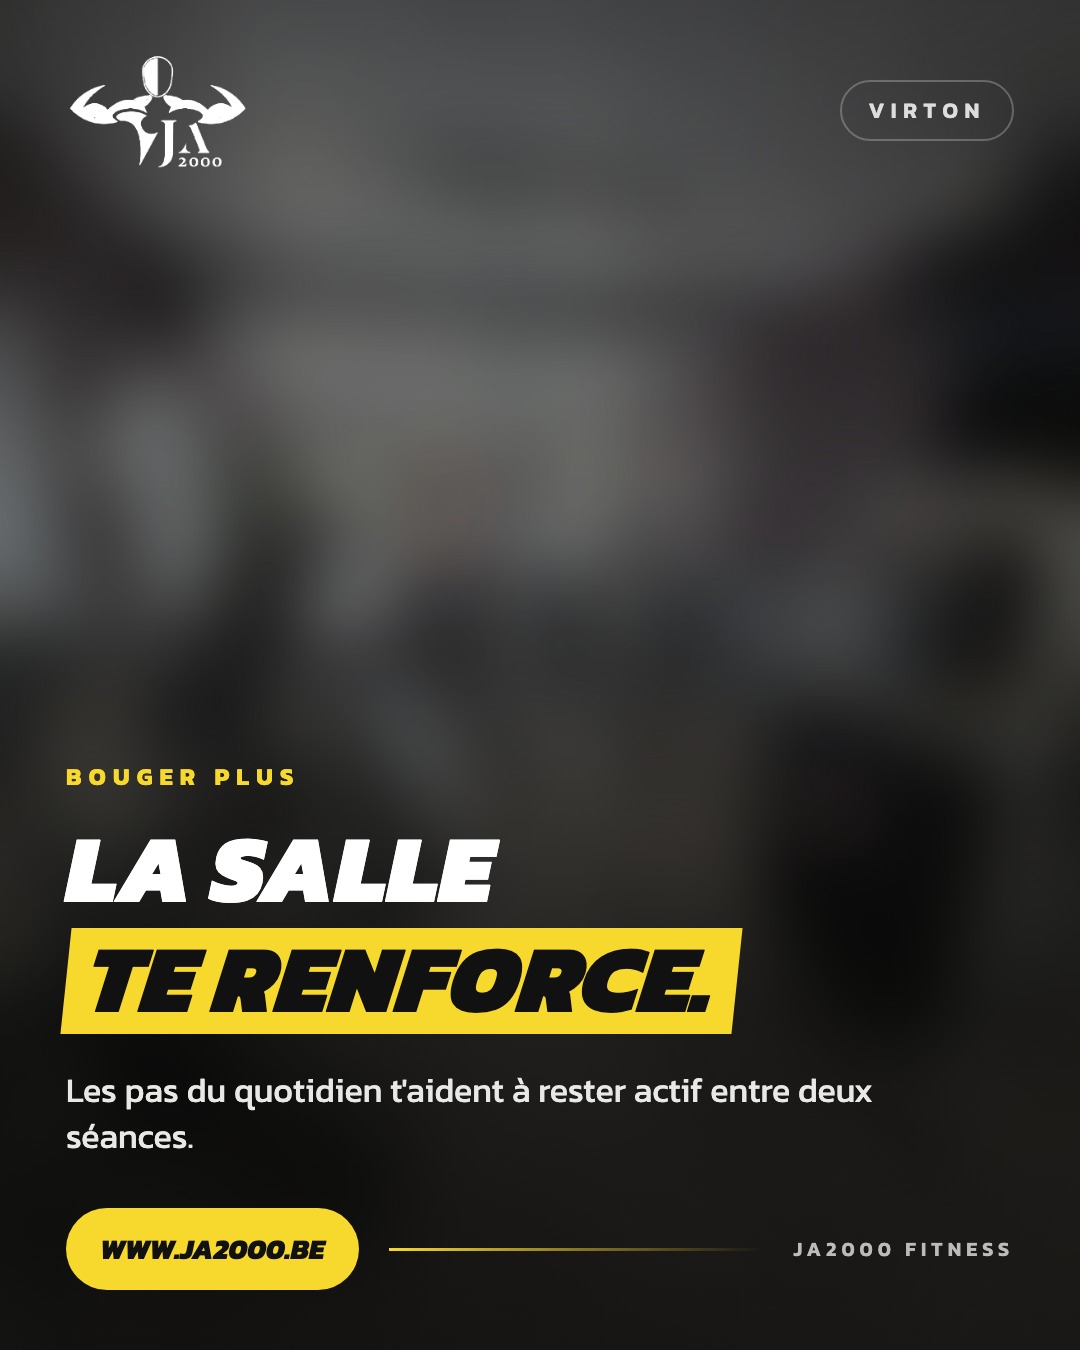 JA
2000
VIRTON
BOUGER PLUS
LA SALLE
TE RENFORCE.
Les pas du quotidien t'aident à rester actif entre deux
séances.
WWW.JA2000.BE
JA2000 FITNESS